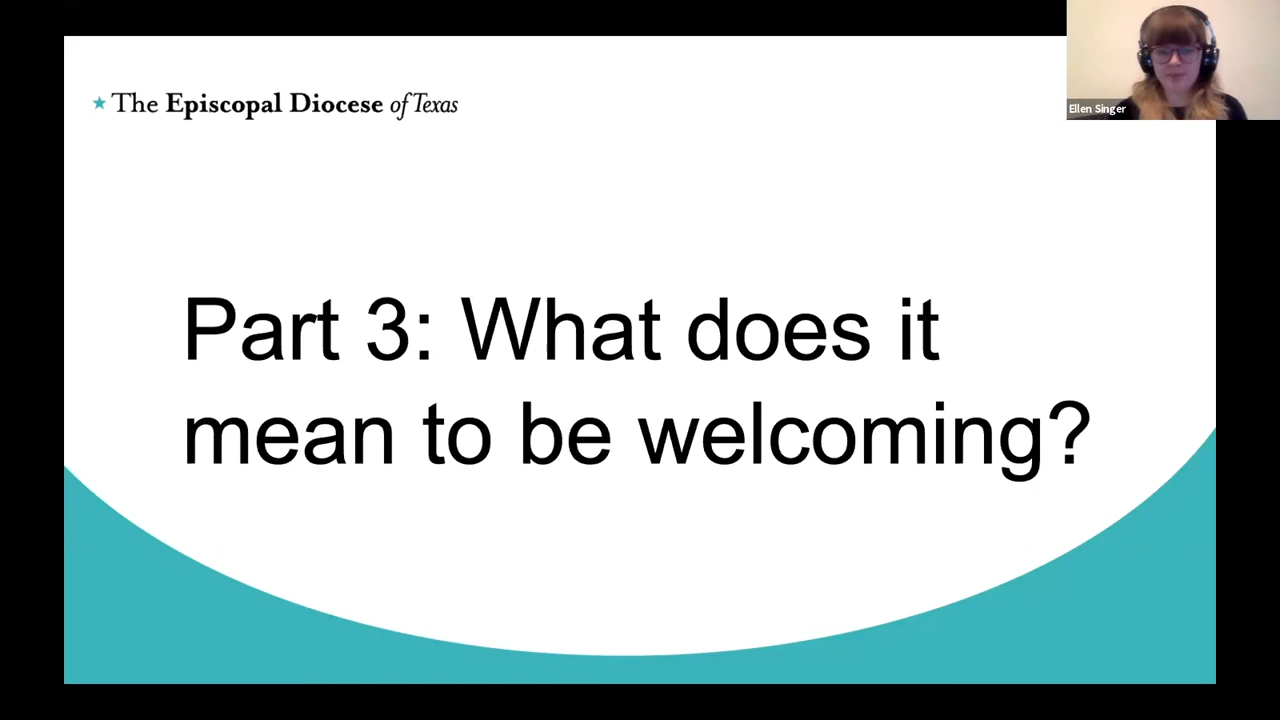 The Episcopal Diocese of Texas
Ellen Singer
Part 3: What does it
mean to be welcoming?